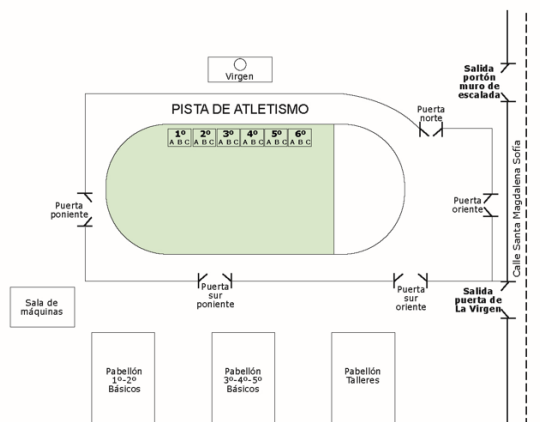 Virgen
Salida
portón
muro de
escalada
PISTA DE ATLETISMO
Puerta
norte
1º 2º 3º 4º 5º 6º
A B C A B C A B C A B C A B C A B C
Calle Santa Magdalena Sofía
Puerta
poniente
Puerta
oriente
Puerta
sur
poniente
Puerta
sur
oriente
Salida
puerta de
La Virgen
Sala de
máquinas
Pabellón
1º-2º
Básicos
Pabellón
3º-4º-5º
Básicos
Pabellón
Talleres